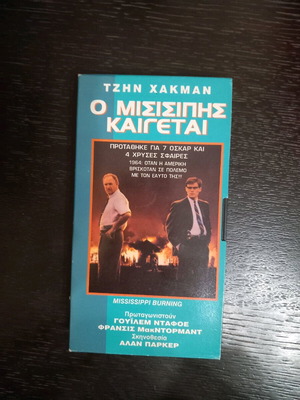 ΤΖΗΝ ΧΑΚΜΑΝ
Ο ΜΙΣΙΣΙΠΗΣ
ΚΑΙΓΕΤΑΙ
ΠΡΟΤΑΘΗΚΕ ΓΙΑ 7 ΟΣΚΑΡ ΚΑΙ
4 ΧΡΥΣΕΣ ΣΦΑΙΡΕΣ
1964: ΟΤΑΝ Η ΑΜΕΡΙΚΗ
ΒΡΙΣΚΟΤΑΝ ΣΕ ΠΟΛΕΜΟ
ΜΕ ΤΟΝ ΕΑΥΤΟ ΤΗΣ!!
MISSISSIPPI BURNING
Πρωταγωνιστούν
ΓΟΥΙΛΕΜ ΝΤΑΦΟΕ
ΦΡΑΝΣΙΣ ΜακΝΤΟΡΜΑΝΤ
Σκηνοθεσία
ΑΛΑΝ ΠΑΡΚΕΡ